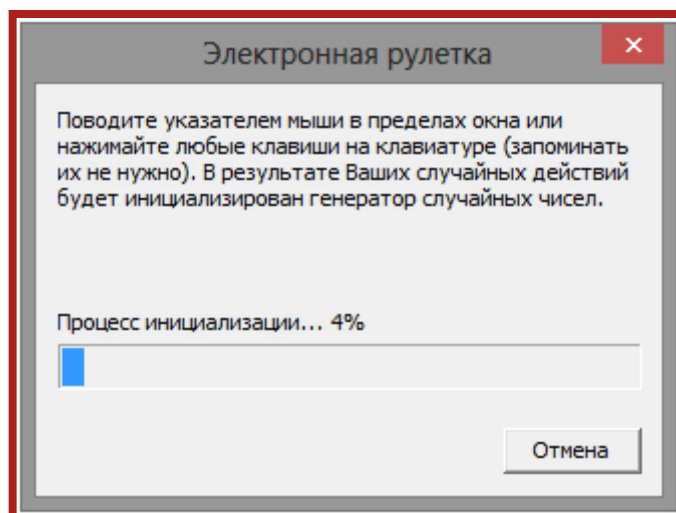 Электронная рулетка
Поводите указателем мыши в пределах окна или
нажимайте любые клавиши на клавиатуре (запоминать
их не нужно). В результате Ваших случайных действий
будет инициализирован генератор случайных чисел.
Процесс инициализации... 4%
Отмена